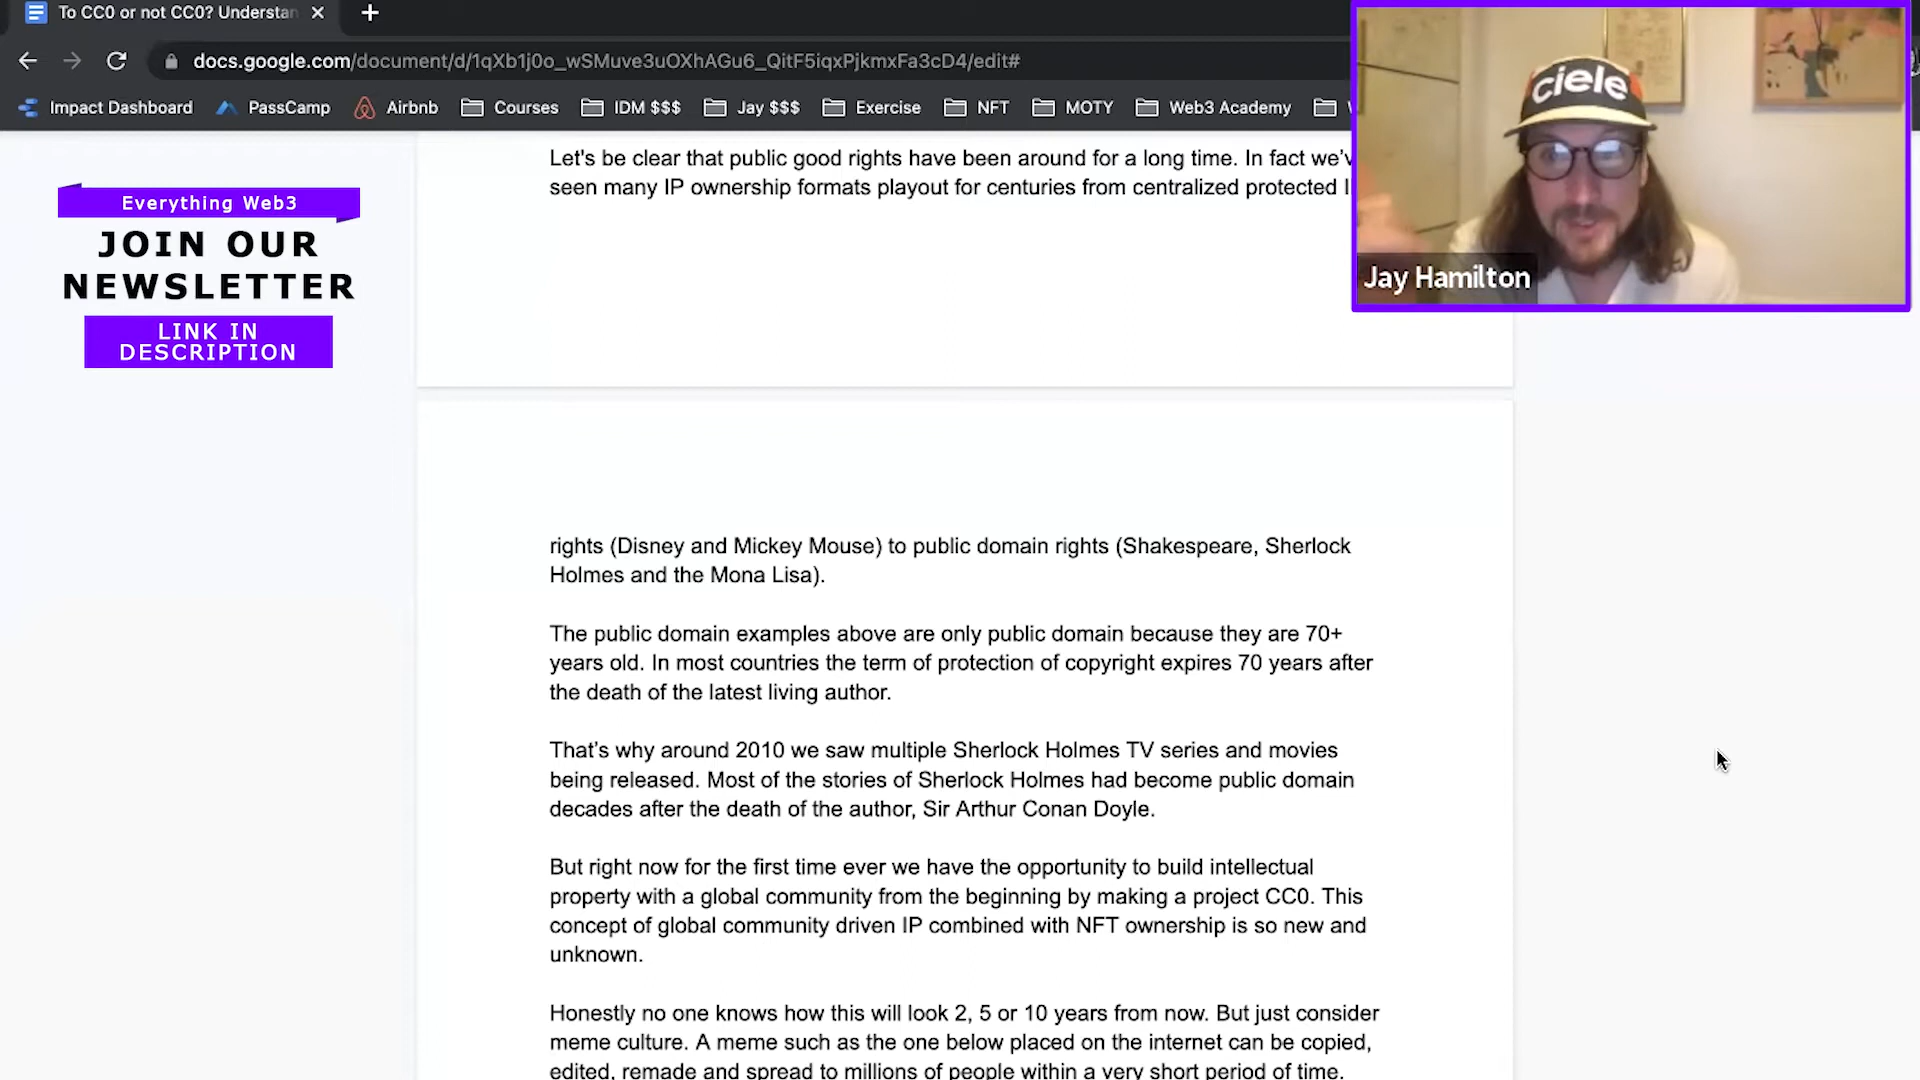 To CC0 or not CC0? Understan
docs.google.com/document/d/1qXb1j0o_wSMuve3uOXhAGu6_QitF5iqxPjkmxFa3cD4/edit#
Impact Dashboard PassCamp Airbnb Courses IDM $$$ Jay $$$ Exercise NFT MOTY Web3 Academy
ciele
Jay Hamilton
Everything Web3
JOIN OUR
NEWSLETTER
LINK IN
DESCRIPTION
Let's be clear that public good rights have been around for a long time. In fact we'v
seen many IP ownership formats playout for centuries from centralized protected I
rights (Disney and Mickey Mouse) to public domain rights (Shakespeare, Sherlock
Holmes and the Mona Lisa).
The public domain examples above are only public domain because they are 70+
years old. In most countries the term of protection of copyright expires 70 years after
the death of the latest living author.
That's why around 2010 we saw multiple Sherlock Holmes TV series and movies
being released. Most of the stories of Sherlock Holmes had become public domain
decades after the death of the author, Sir Arthur Conan Doyle.
But right now for the first time ever we have the opportunity to build intellectual
property with a global community from the beginning by making a project CC0. This
concept of global community driven IP combined with NFT ownership is so new and
unknown.
Honestly no one knows how this will look 2, 5 or 10 years from now. But just consider
meme culture. A meme such as the one below placed on the internet can be copied,
edited, remade and spread to millions of people within a very short period of time.